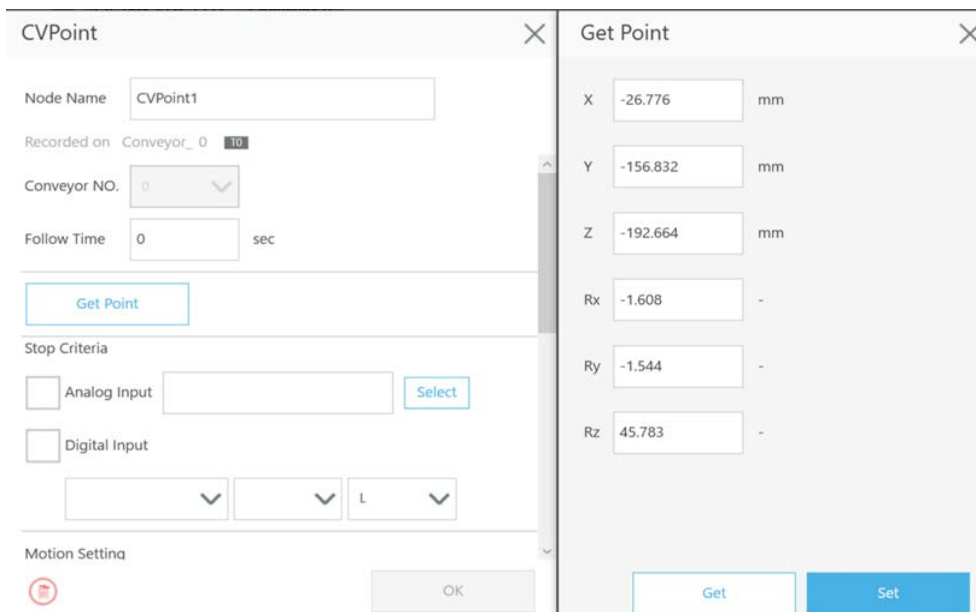 CVPoint
Node Name CVPoint1
Recorded on Conveyor_ 0 T0
Conveyor NO. 0
Follow Time 0 sec
Get Point
Stop Criteria
Analog Input Select
Digital Input
L
Motion Setting
OK
Get Point
X -26.776 mm
Y -156.832 mm
Z -192.664 mm
Rx -1.608 -
Ry -1.544 -
Rz 45.783 -
Get Set